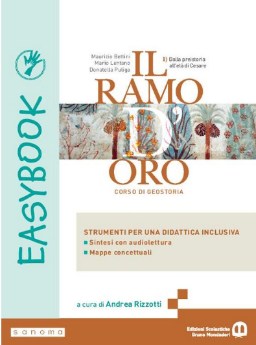 EASYBOOK
Maurizio Bettini
Mario Lentano
Donatella Puliga
1) Dalla preistoria
all'età di Cesare
IL
RAMO
D'
ORO
CORSO DI GEOSTORIA
STRUMENTI PER UNA DIDATTICA INCLUSIVA
Sintesi con audiolettura
Mappe concettuali
a cura di Andrea Rizzotti
sanoma
Edizioni Scolastiche
Bruno Mondadori